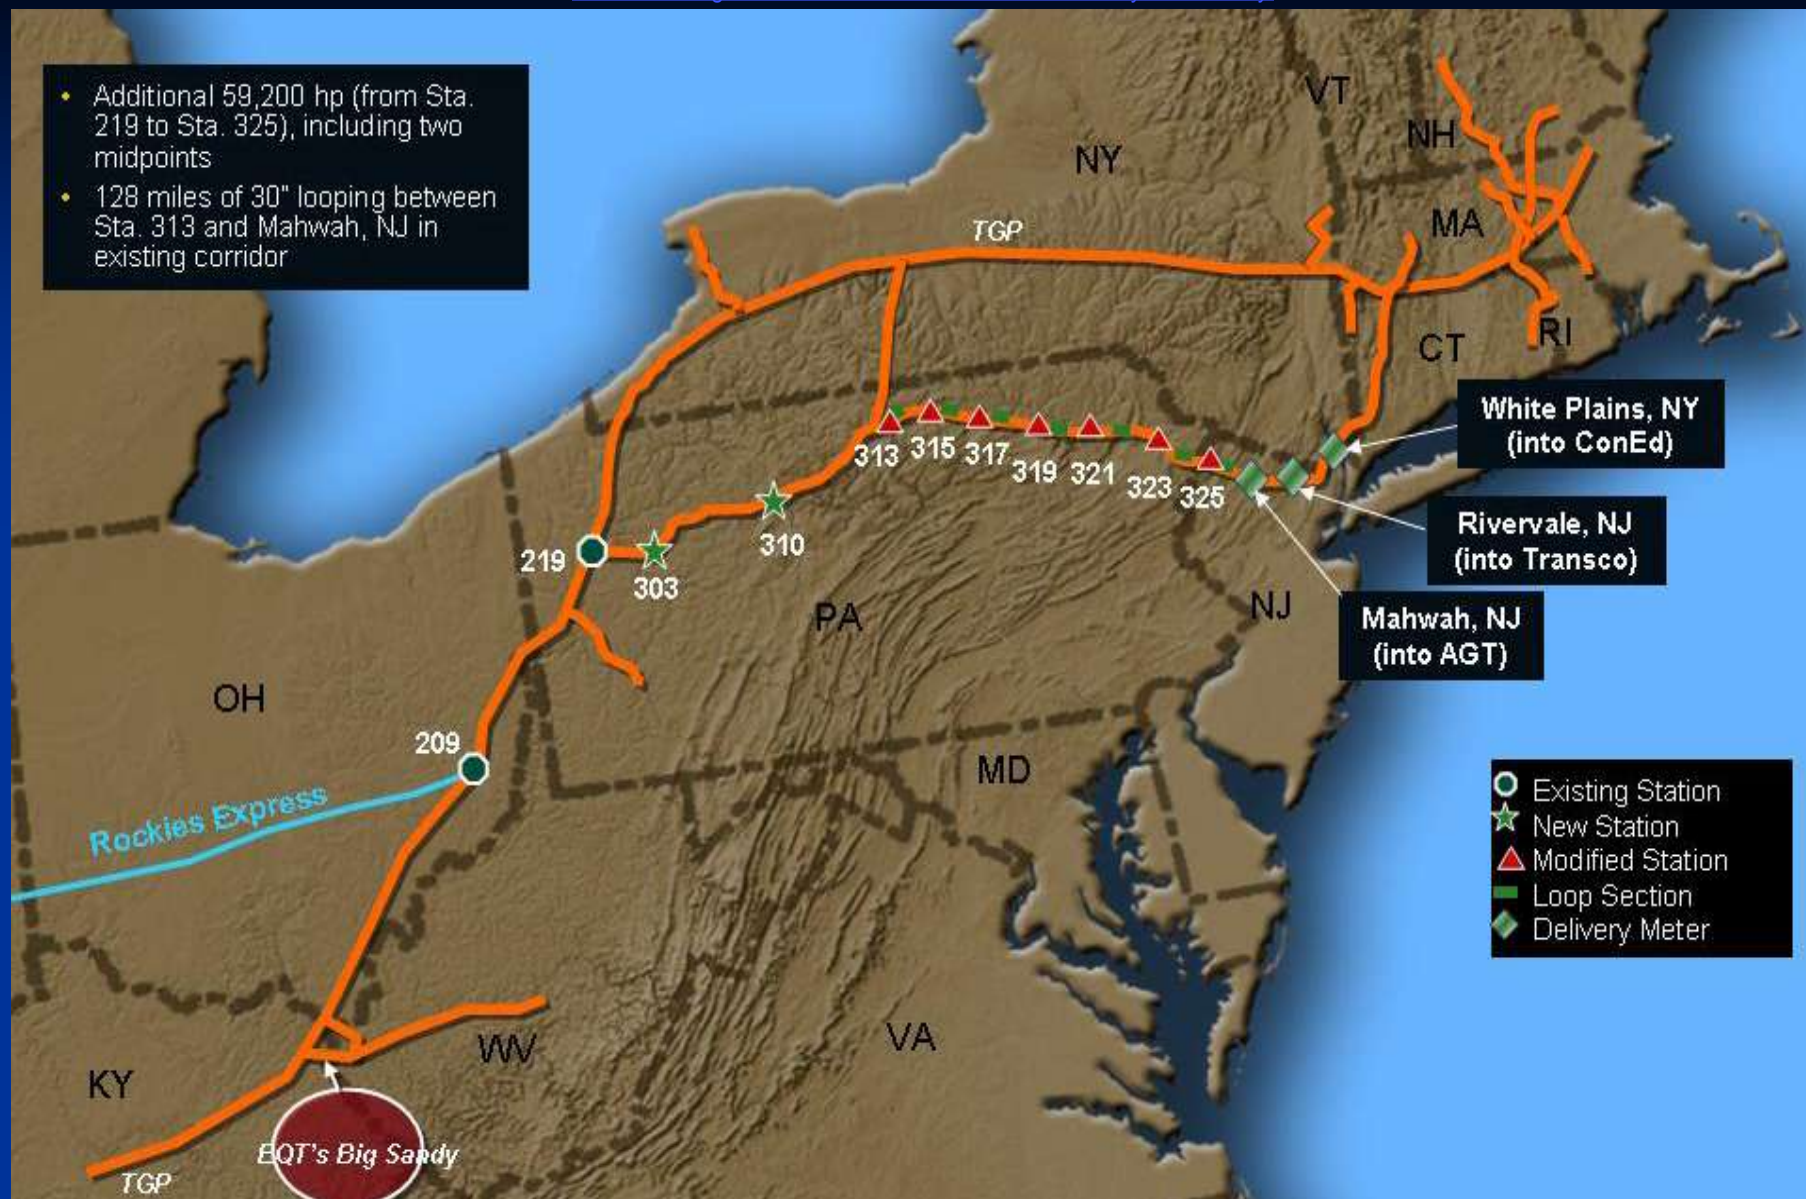 • Additional 59,200 hp (from Sta.
219 to Sta. 325), including two
midpoints
• 128 miles of 30" looping between
Sta. 313 and Mahwah, NJ in
existing corridor
VT
NH
NY
MA
TGP
CT
RI
White Plains, NY
(into ConEd)
313
315
317
319
321
323
325
Rivervale, NJ
(into Transco)
219
303
310
PA
NJ
Mahwah, NJ
(into AGT)
OH
209
MD
Rockies Express
Existing Station
New Station
Modified Station
Loop Section
Delivery Meter
KY
WV
VA
EQT's Big Sandy
TGP